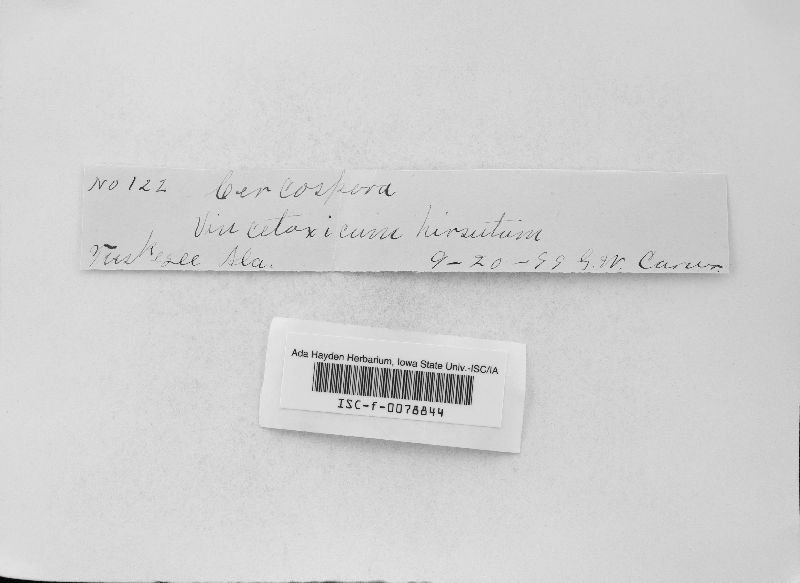 No 122 Cercospora
Vincetoxicum hirsutum
Tuskegee Ala. 9-20-99 G.W. Carver.
Ada Hayden Herbarium, Iowa State Univ.-ISC/IA
ISC-f-0078844